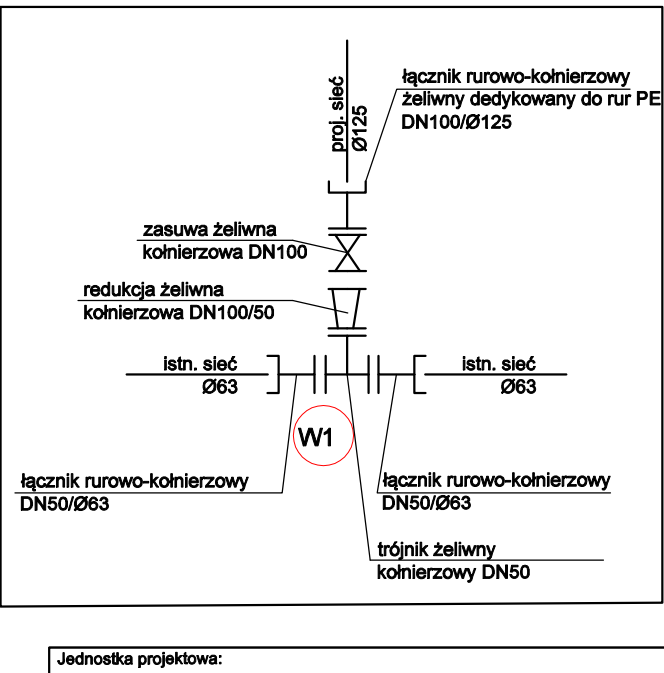 proj. sieć
Ø125
łącznik rurowo-kołnierzowy
żeliwny dedykowany do rur PE
DN100/Ø125
zasuwa żeliwna
kołnierzowa DN100
redukcja żeliwna
kołnierzowa DN100/50
istn. sieć
Ø63
istn. sieć
Ø63
W1
łącznik rurowo-kołnierzowy
DN50/Ø63
łącznik rurowo-kołnierzowy
DN50/Ø63
trójnik żeliwny
kołnierzowy DN50
Jednostka projektowa: